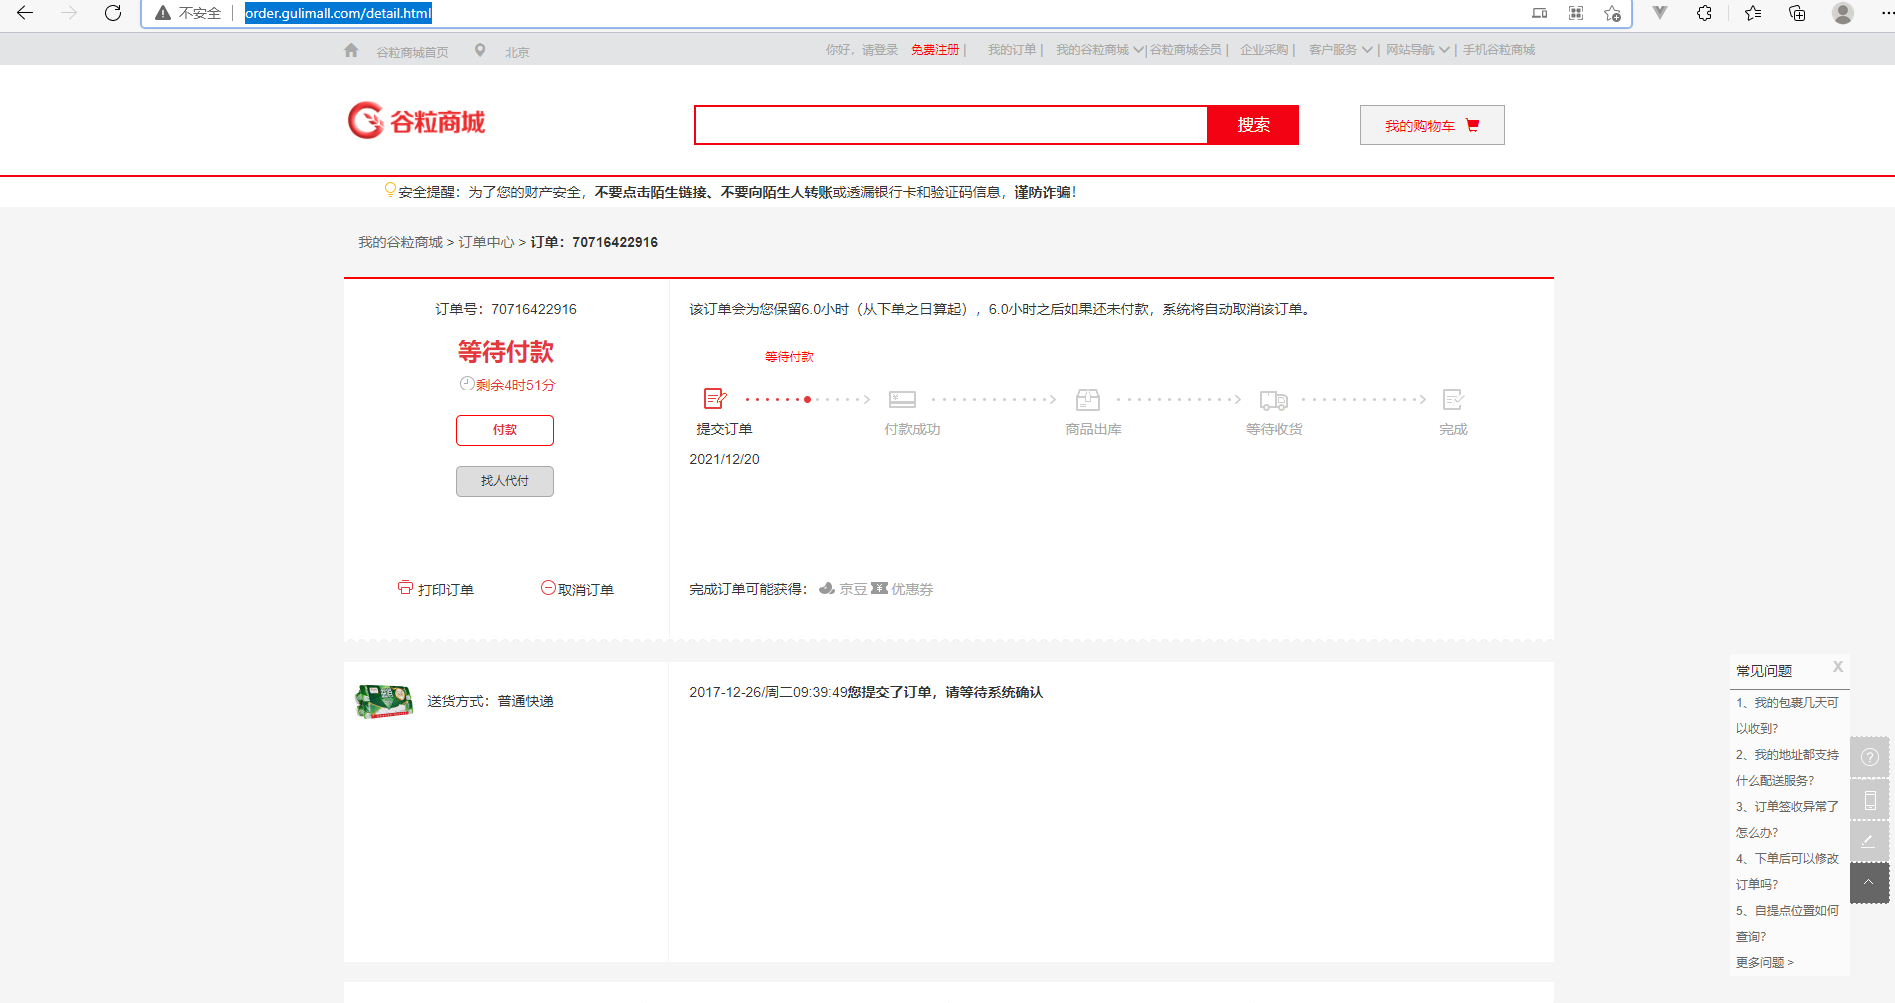 不安全 order.gulimall.com/detail.html
谷粒商城首页 北京 你好，请登录 免费注册 | 我的订单 | 我的谷粒商城 | 谷粒商城会员 | 企业采购 | 客户服务 | 网站导航 | 手机谷粒商城
谷粒商城 搜索 我的购物车
安全提醒：为了您的财产安全，不要点击陌生链接、不要向陌生人转账或透漏银行卡和验证码信息，谨防诈骗！
我的谷粒商城 > 订单中心 > 订单：70716422916
订单号：70716422916
等待付款
剩余4时51分
付款
找人代付
打印订单 取消订单
该订单会为您保留6.0小时（从下单之日算起），6.0小时之后如果还未付款，系统将自动取消该订单。
等待付款
提交订单 付款成功 商品出库 等待收货 完成
2021/12/20
完成订单可能获得： 京豆 优惠券
送货方式：普通快递
2017-12-26/周二09:39:49您提交了订单，请等待系统确认
常见问题 X
1、我的包裹几天可
以收到?
2、我的地址都支持
什么配送服务?
3、订单签收异常了
怎么办?
4、下单后可以修改
订单吗?
5、自提点位置如何
查询?
更多问题 >